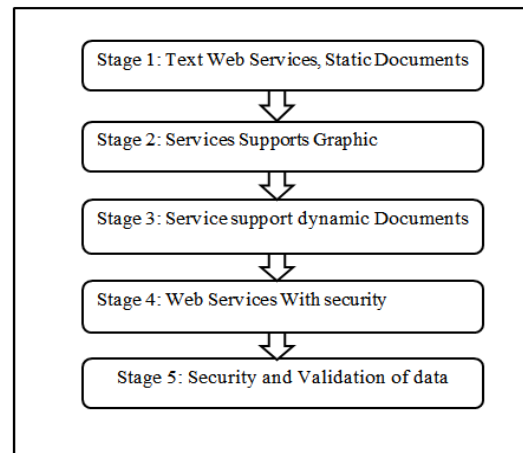 Stage 1: Text Web Services, Static Documents
Stage 2: Services Supports Graphic
Stage 3: Service support dynamic Documents
Stage 4: Web Services With security
Stage 5: Security and Validation of data